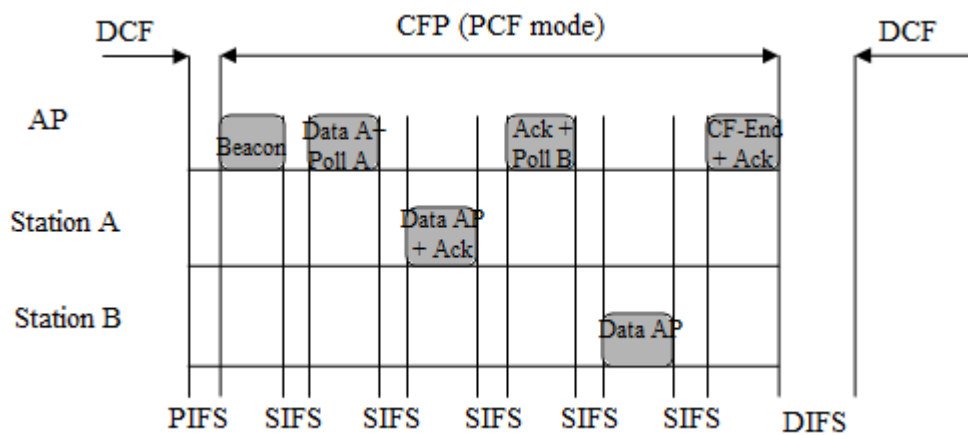 DCF
CFP (PCF mode)
DCF
AP
Beacon
Data A+
Poll A
Ack +
Poll B
CF-End
+ Ack
Station A
Data AP
+ Ack
Station B
Data AP
PIFS
SIFS
SIFS
SIFS
SIFS
SIFS
DIFS